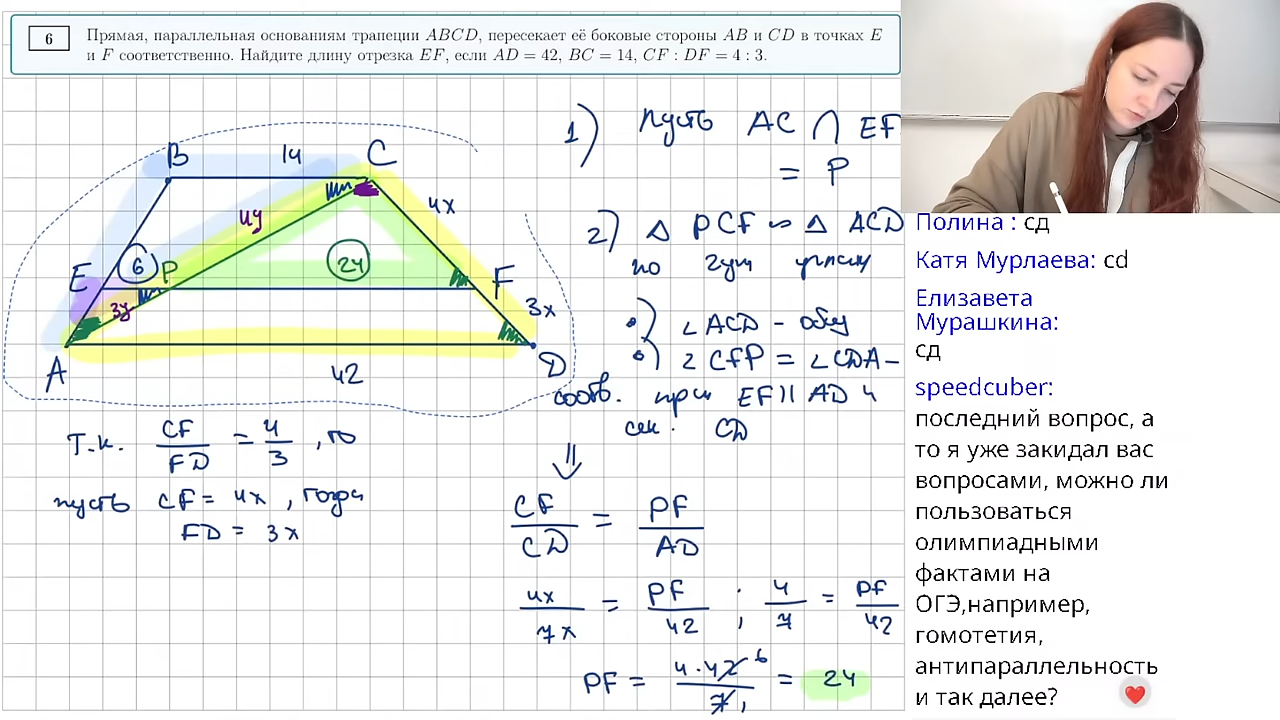 6
Прямая, параллельная основаниям трапеции ABCD, пересекает её боковые стороны AB и CD в точках E
и F соответственно. Найдите длину отрезка EF, если AD = 42, BC = 14, CF : DF = 4 : 3.
B 14 C
4y 4x
E 6 P 24 F
3y 3x
A 42 D
Т.к. CF/FD = 4/3, то
пусть CF = 4x, тогда
FD = 3x
1) Пусть AC ∩ EF
= P
2) △ PCF ∽ △ ACD
по 2ум углам
∠ACD - общ
∠CFP = ∠CDA -
соотв. при EF || AD и
сек. CD
⇓
CF/CD = PF/AD
4x/7x = PF/42 ; 4/7 = PF/42
PF = 4·42 6/7 1 = 24
Полина : сд
Катя Мурлаева: cd
Елизавета
Мурашкина:
сд
speedcuber:
последний вопрос, а
то я уже закидал вас
вопросами, можно ли
пользоваться
олимпиадными
фактами на
ОГЭ,например,
гомотетия,
антипараллельность
и так далее?